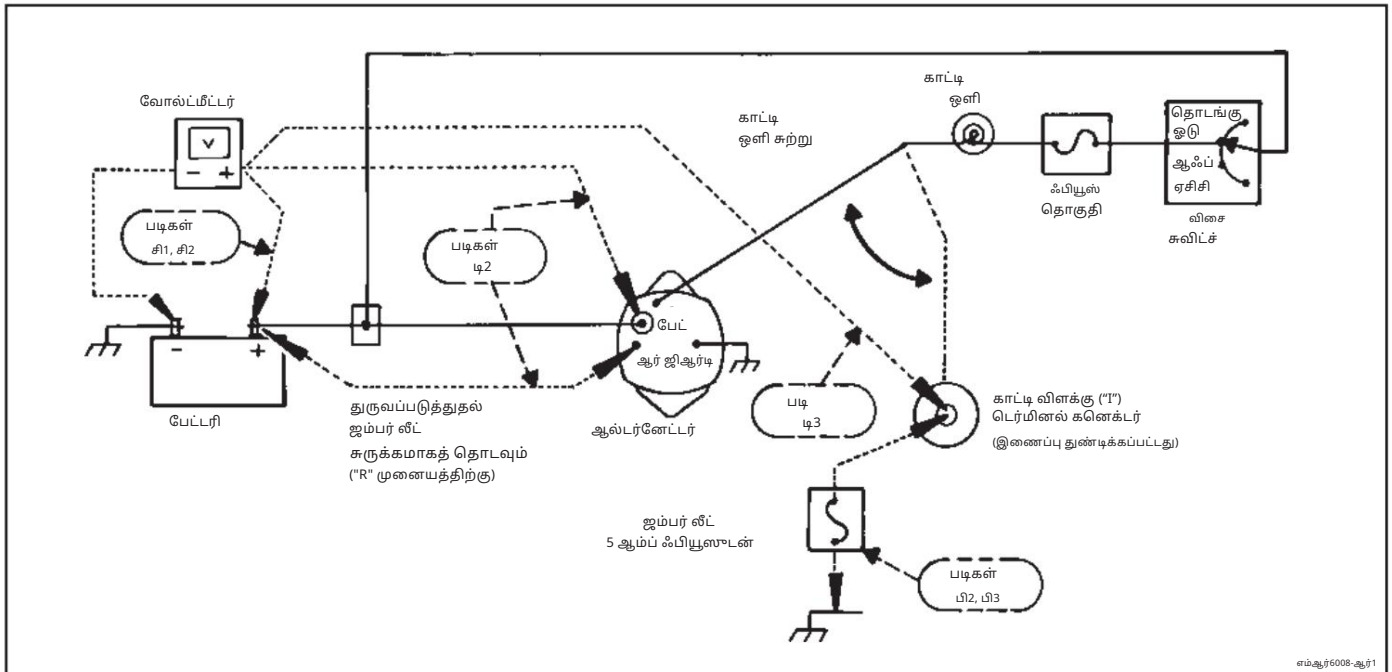 வோல்ட்மீட்டர்
V
- +
படிகள்
சி1, சி2
- +
பேட்டரி
படிகள்
டி2
துருவப்படுத்துதல்
ஜம்பர் லீட்
சுருக்கமாகத் தொடவும்
("R" முனையத்திற்கு)
பேட்
ஆர் ஜிஆர்டி
ஆல்டர்னேட்டர்
காட்டி
ஒளி சுற்று
காட்டி
ஒளி
ஃபியூஸ்
தொகுதி
தொடங்கு
ஓடு
ஆஃப்
ஏசிசி
விசை
சுவிட்ச்
படி
டி3
காட்டி விளக்கு ("I")
டெர்மினல் கனெக்டர்
(இணைப்பு துண்டிக்கப்பட்டது)
ஜம்பர் லீட்
5 ஆம்ப் ஃபியூஸுடன்
படிகள்
பி2, பி3
எம்ஆர்6008-ஆர்1